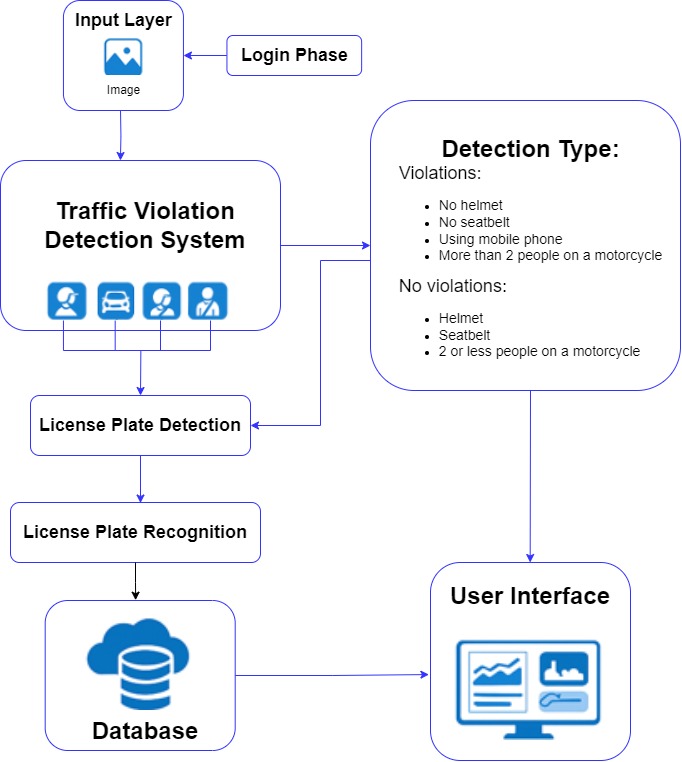 Input Layer
Image
Login Phase
Traffic Violation
Detection System
Detection Type:
Violations:
No helmet
No seatbelt
Using mobile phone
More than 2 people on a motorcycle
No violations:
Helmet
Seatbelt
2 or less people on a motorcycle
License Plate Detection
License Plate Recognition
Database
User Interface